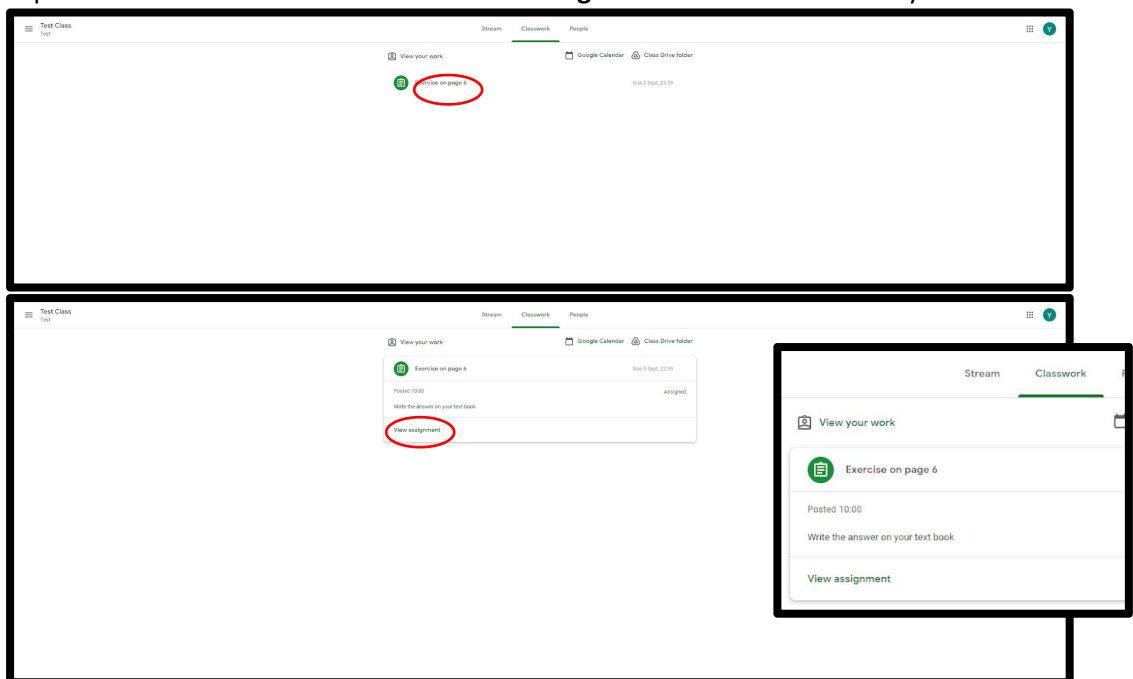 Test Class
Test
Stream Classwork People
Y
View your work Google Calendar Class Drive folder
Exercise on page 6 Due 5 Sept, 23:59
Test Class
Test
Stream Classwork People
Y
View your work Google Calendar Class Drive folder
Exercise on page 6 Due 5 Sept, 23:59
Posted 10:00 Assigned
Write the answer on your text book
View assignment
Stream Classwork
View your work
Exercise on page 6
Posted 10:00
Write the answer on your text book
View assignment